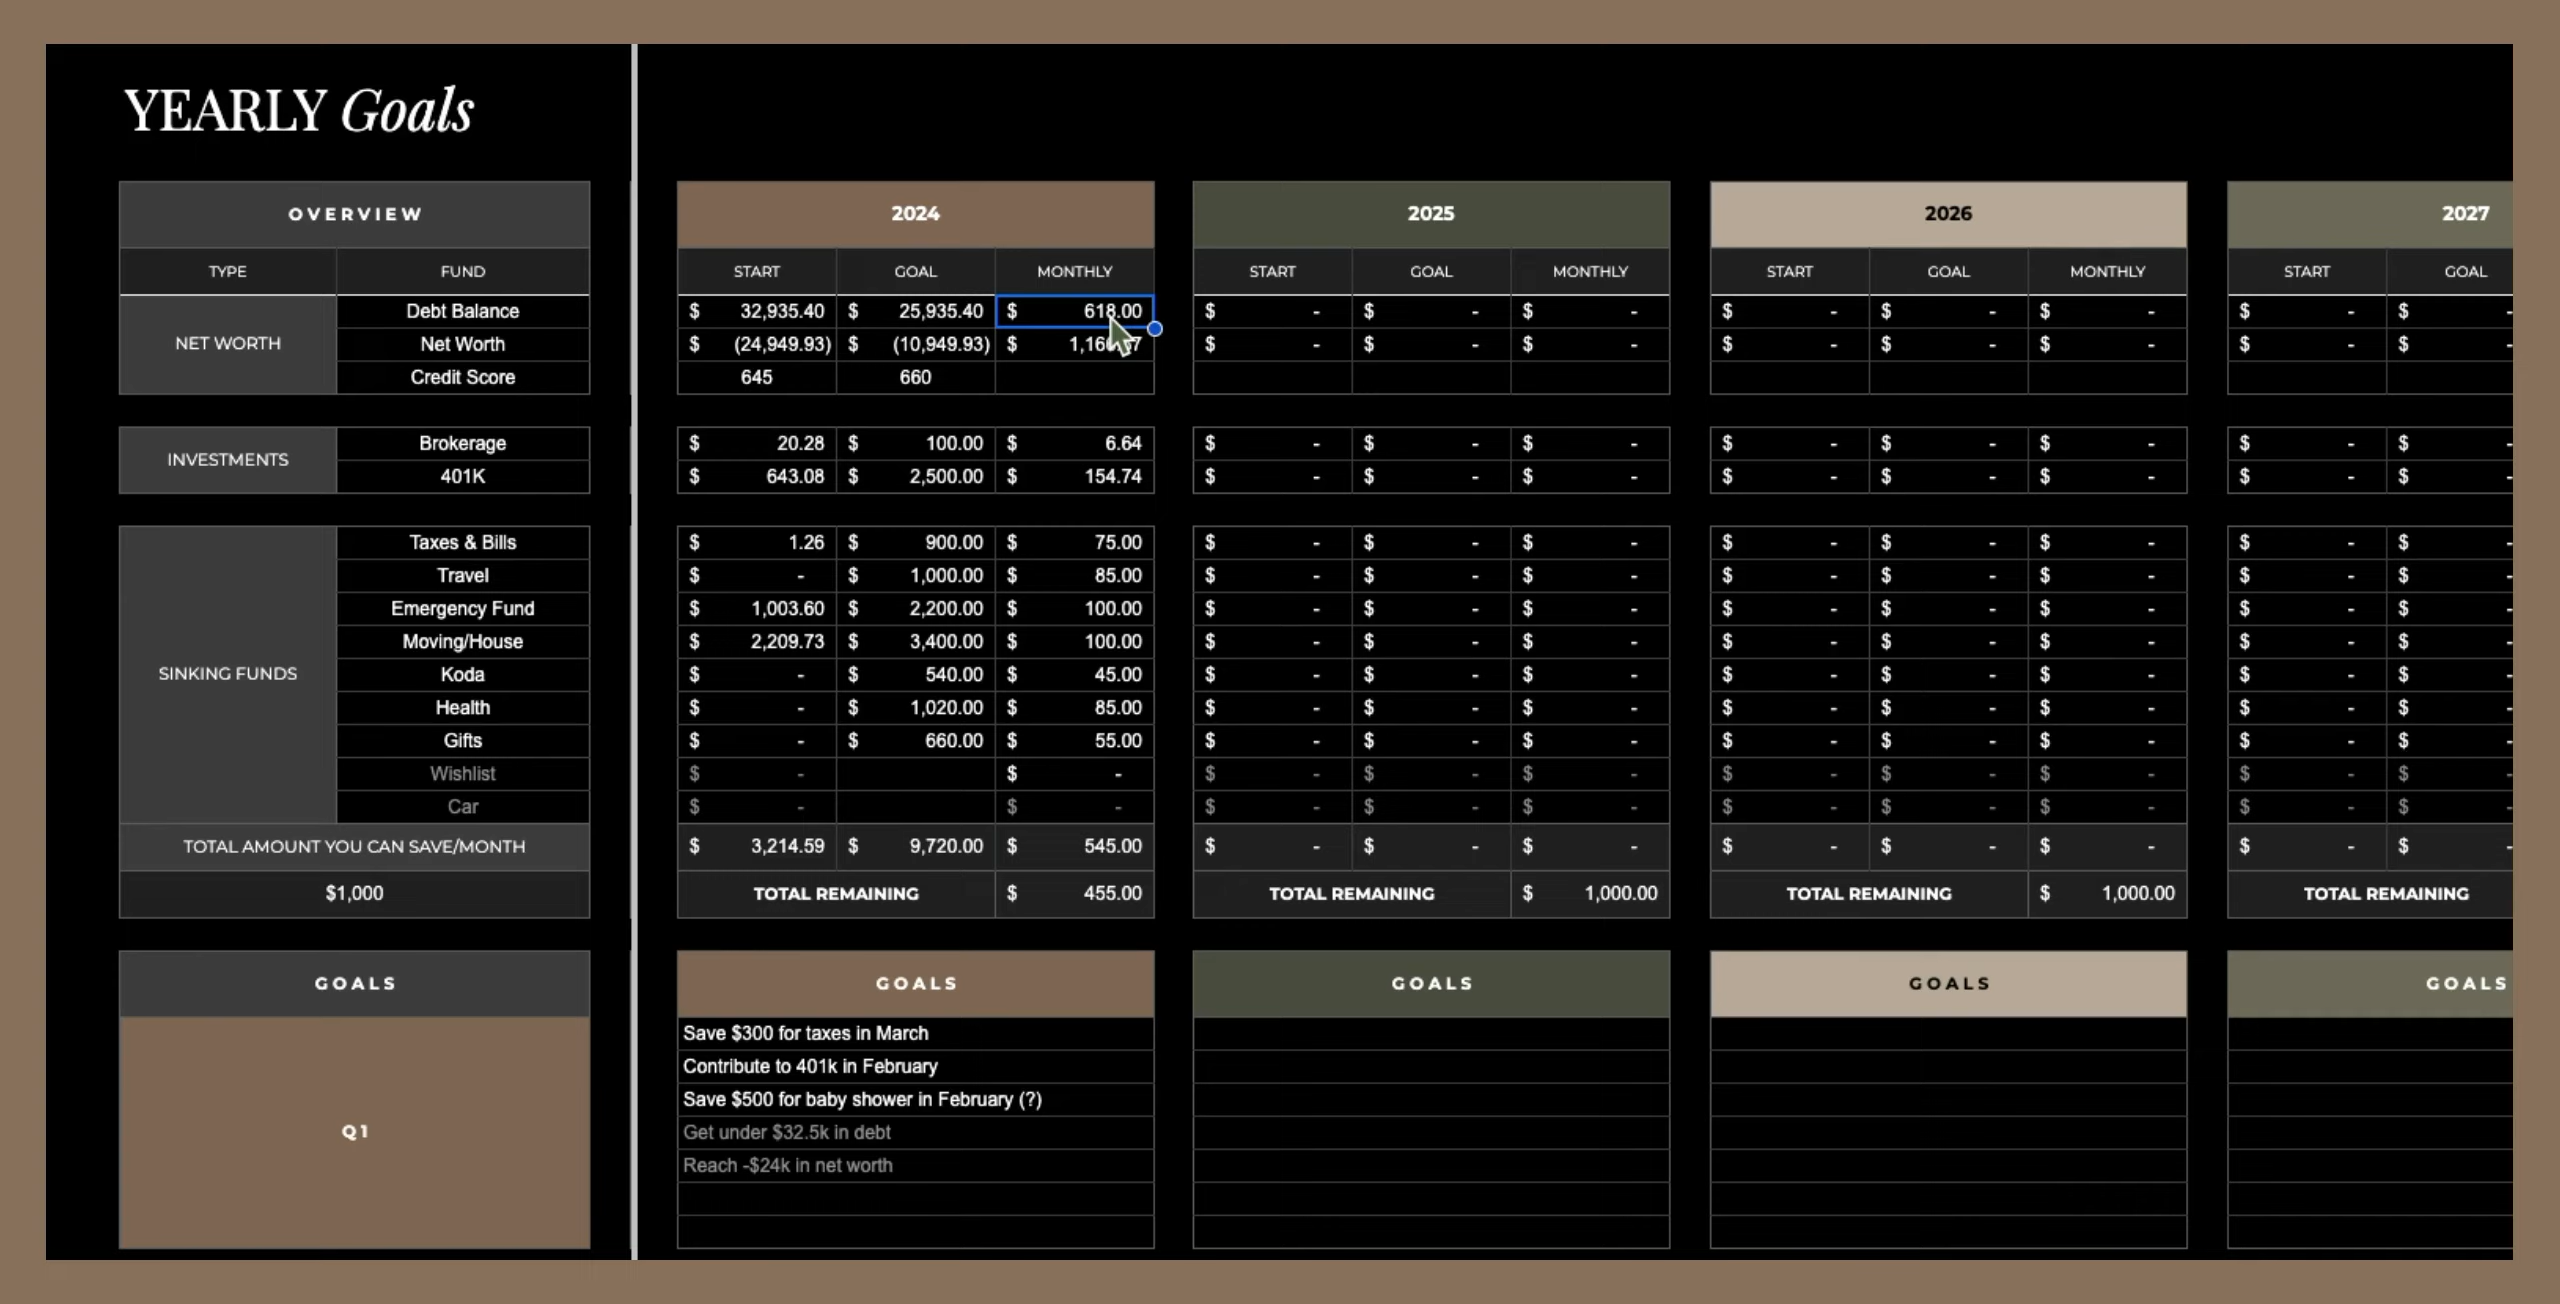 YEARLY Goals
OVERVIEW 2024 2025 2026 2027
TYPE FUND START GOAL MONTHLY START GOAL MONTHLY START GOAL MONTHLY START GOAL
NET WORTH
Debt Balance $ 32,935.40 $ 25,935.40 $ 618.00 $ - $ - $ - $ - $ - $ - $ - $ -
Net Worth $ (24,949.93) $ (10,949.93) $ $ - $ - $ - $ - $ - $ - $ - $ -
Credit Score 645 660
INVESTMENTS
Brokerage $ 20.28 $ 100.00 $ 6.64 $ - $ - $ - $ - $ - $ - $ - $ -
401K $ 643.08 $ 2,500.00 $ 154.74 $ - $ - $ - $ - $ - $ - $ - $ -
SINKING FUNDS
Taxes & Bills $ 1.26 $ 900.00 $ 75.00 $ - $ - $ - $ - $ - $ - $ - $ -
Travel $ - $ 1,000.00 $ 85.00 $ - $ - $ - $ - $ - $ - $ - $ -
Emergency Fund $ 1,003.60 $ 2,200.00 $ 100.00 $ - $ - $ - $ - $ - $ - $ - $ -
Moving/House $ 2,209.73 $ 3,400.00 $ 100.00 $ - $ - $ - $ - $ - $ - $ - $ -
Koda $ - $ 540.00 $ 45.00 $ - $ - $ - $ - $ - $ - $ - $ -
Health $ - $ 1,020.00 $ 85.00 $ - $ - $ - $ - $ - $ - $ - $ -
Gifts $ - $ 660.00 $ 55.00 $ - $ - $ - $ - $ - $ - $ - $ -
Wishlist $ - $ - $ - $ - $ - $ - $ - $ - $ - $ -
Car $ - $ - $ - $ - $ - $ - $ - $ - $ - $ -
TOTAL AMOUNT YOU CAN SAVE/MONTH $ 3,214.59 $ 9,720.00 $ 545.00 $ - $ - $ - $ - $ - $ - $ - $ -
$1,000 TOTAL REMAINING $ 455.00 TOTAL REMAINING $ 1,000.00 TOTAL REMAINING $ 1,000.00 TOTAL REMAINING
GOALS GOALS GOALS GOALS GOALS
Q1
Save $300 for taxes in March
Contribute to 401k in February
Save $500 for baby shower in February (?)
Get under $32.5k in debt
Reach -$24k in net worth